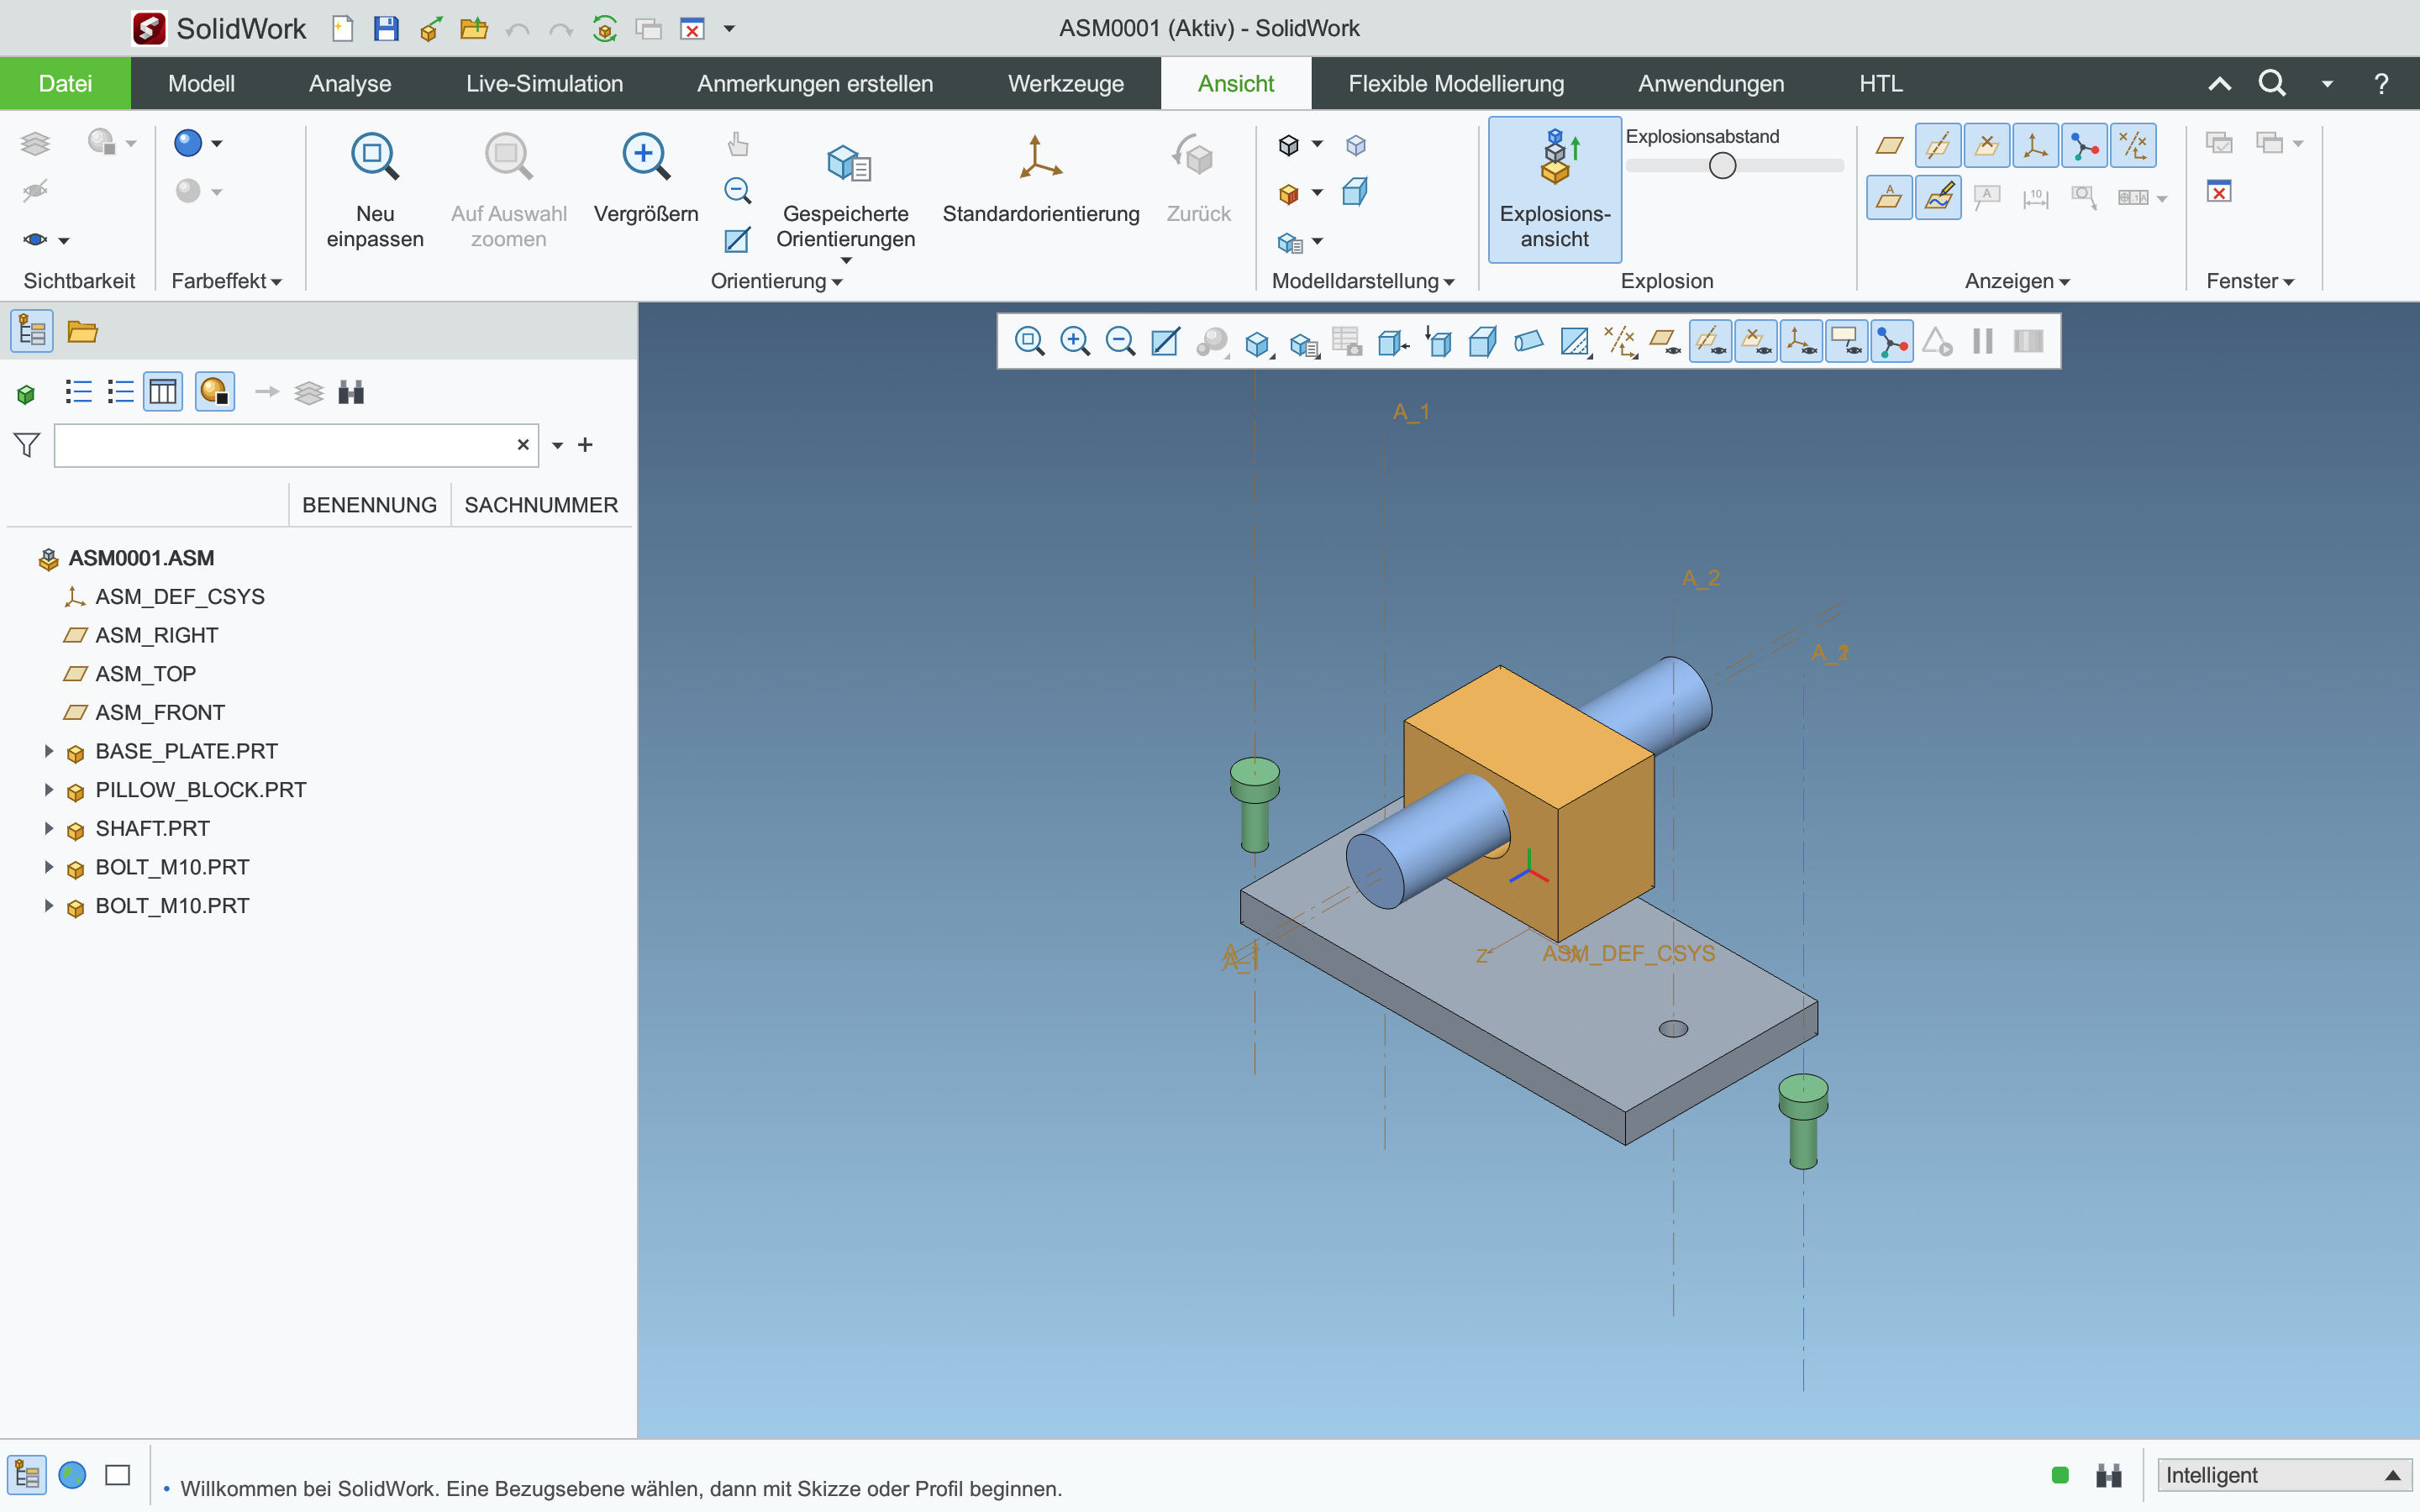 SolidWork
ASM0001 (Aktiv) - SolidWork
Datei Modell Analyse Live-Simulation Anmerkungen erstellen Werkzeuge Ansicht Flexible Modellierung Anwendungen HTL ?
Neu einpassen
Auf Auswahl zoomen
Vergrößern
Gespeicherte Orientierungen
Standardorientierung
Zurück
Explosions-
ansicht
Explosionsabstand
Sichtbarkeit Farbeffekt Orientierung Modelldarstellung Explosion Anzeigen Fenster
BENENNUNG SACHNUMMER
ASM0001.ASM
ASM_DEF_CSYS
ASM_RIGHT
ASM_TOP
ASM_FRONT
BASE_PLATE.PRT
PILLOW_BLOCK.PRT
SHAFT.PRT
BOLT_M10.PRT
BOLT_M10.PRT
A_1
A_2
Z
ASM_DEF_CSYS
• Willkommen bei SolidWork. Eine Bezugsebene wählen, dann mit Skizze oder Profil beginnen.
Intelligent